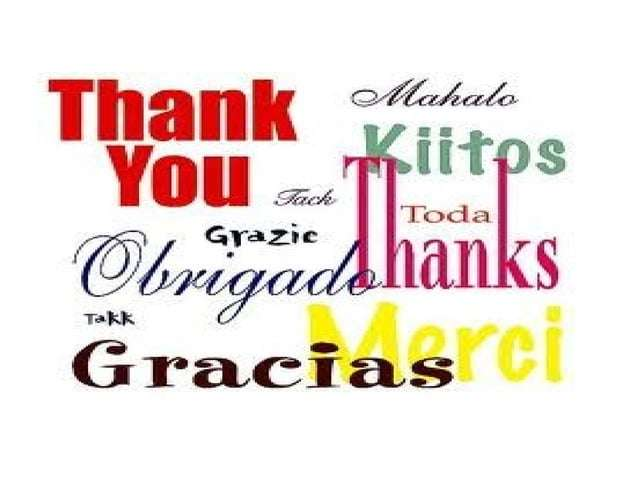 Thank
You
Mahalo
Kiitos
Tack
Thanks
Toda
Grazie
Obrigado
Takk
Merci
Gracias